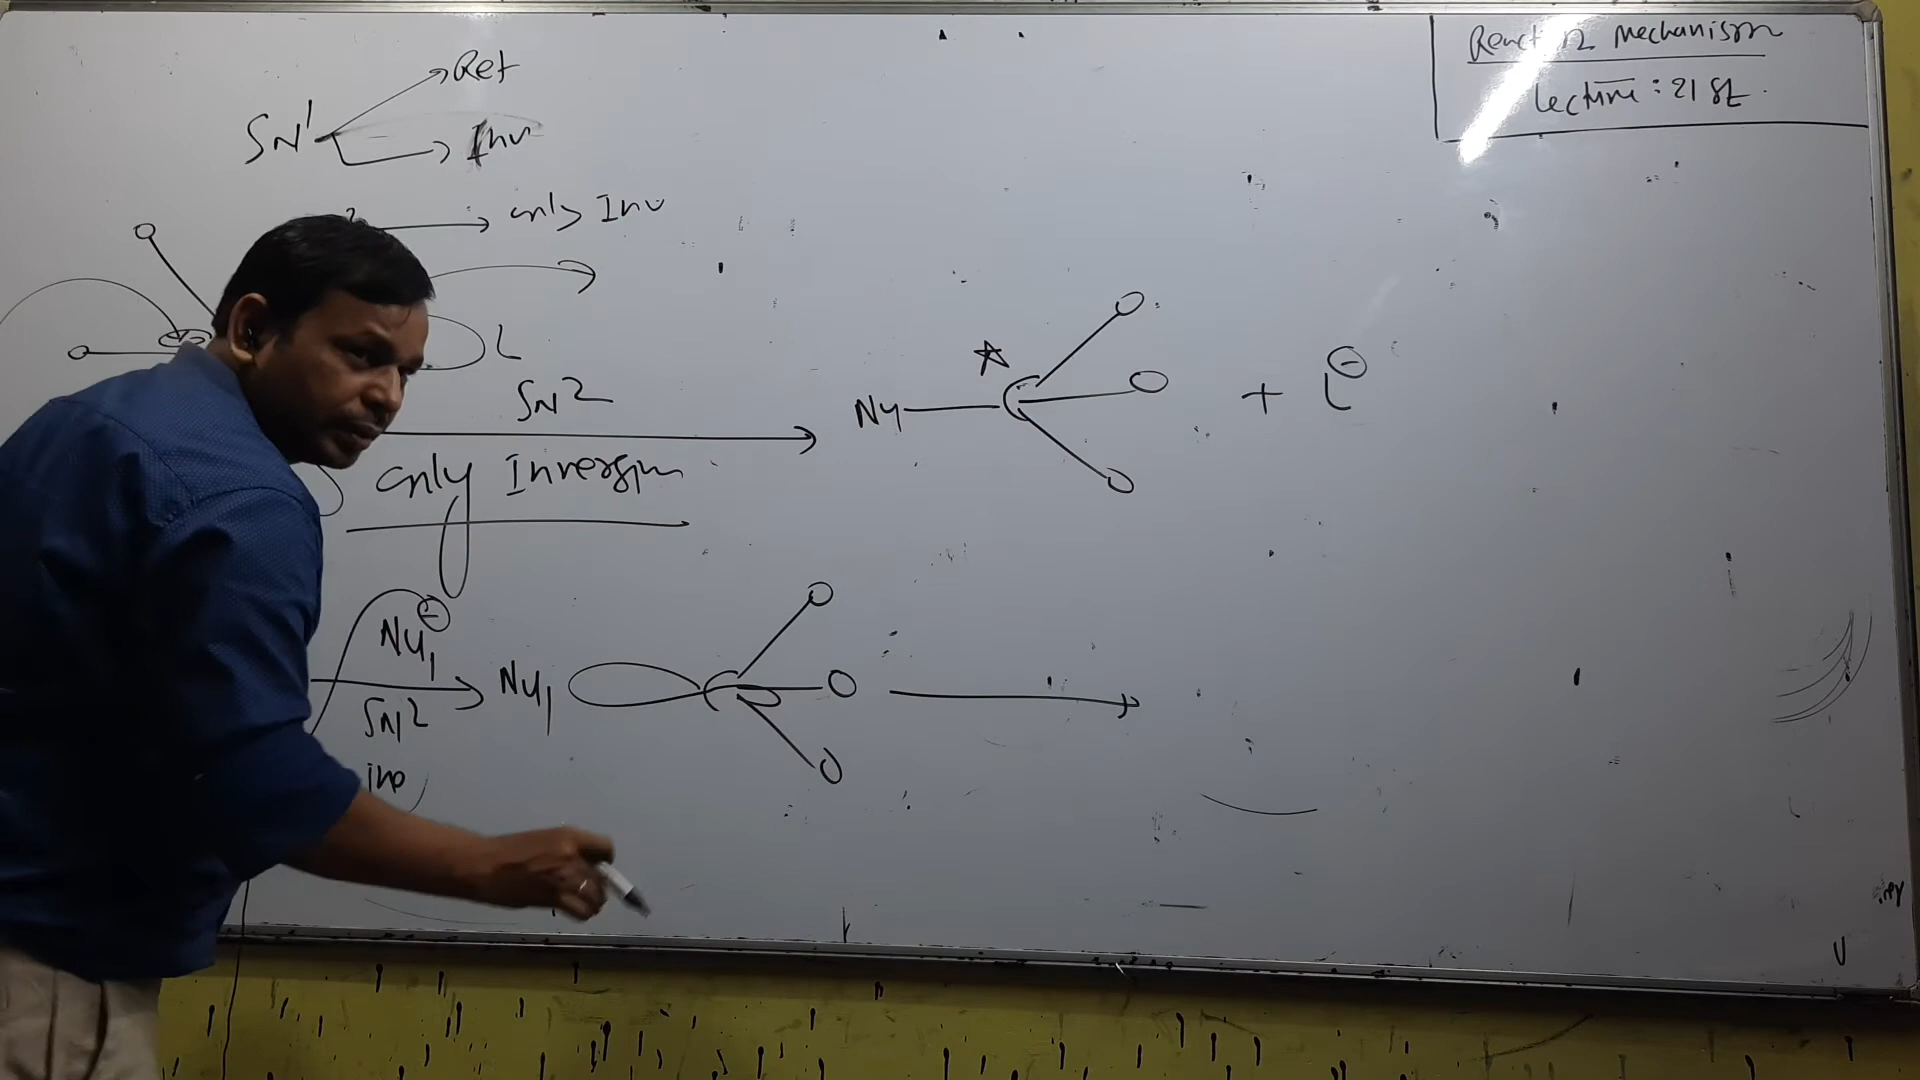 Reaction Mechanism
Lecture : 21 st.
SN1 → Ret
→ Inv
→ only Inv
L
SN2
only Inversion
Nu
+ L ⊖
Nu1 ⊖
SN2
inv
Nu1